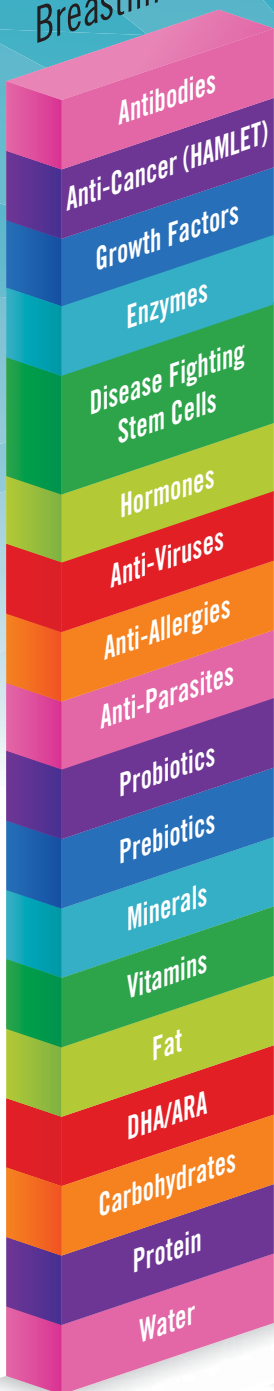 Antibodies
Anti-Cancer (HAMLET)
Growth Factors
Enzymes
Disease Fighting
Stem Cells
Hormones
Anti-Viruses
Anti-Allergies
Anti-Parasites
Probiotics
Prebiotics
Minerals
Vitamins
Fat
DHA/ARA
Carbohydrates
Protein
Water